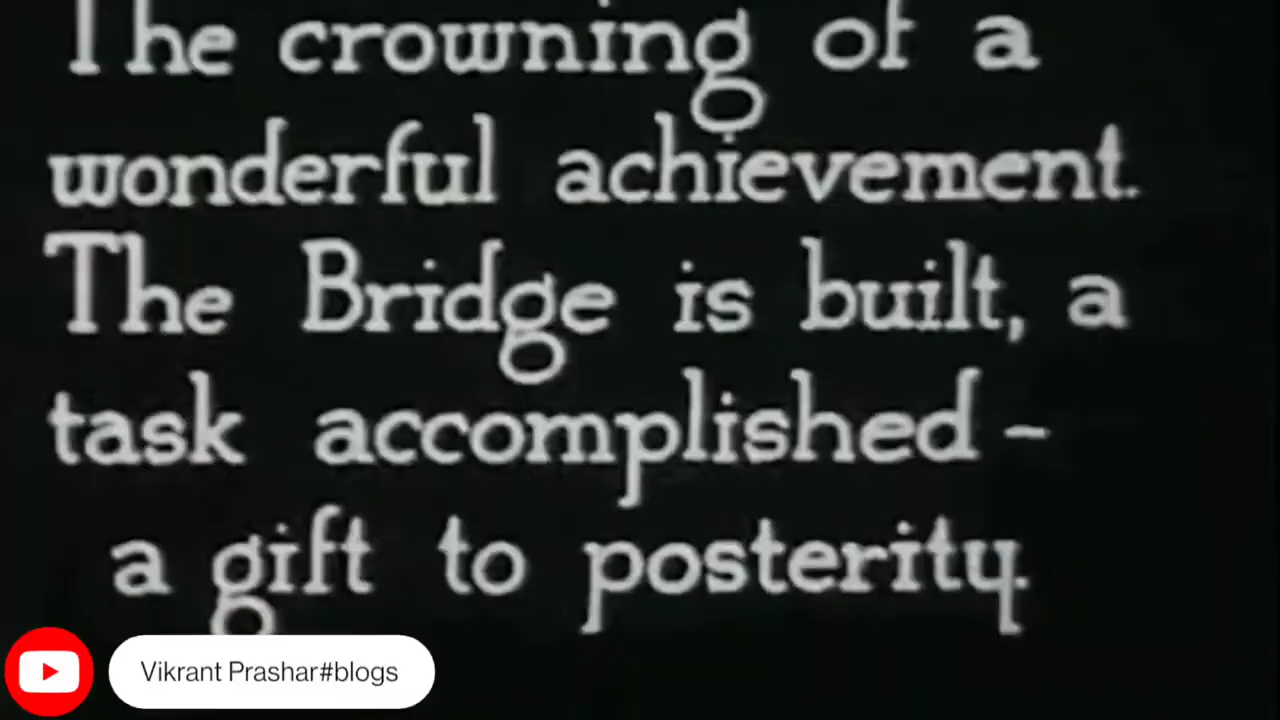 The crowning of a
wonderful achievement.
The Bridge is built, a
task accomplished –
a gift to posterity.
Vikrant Prashar#blogs